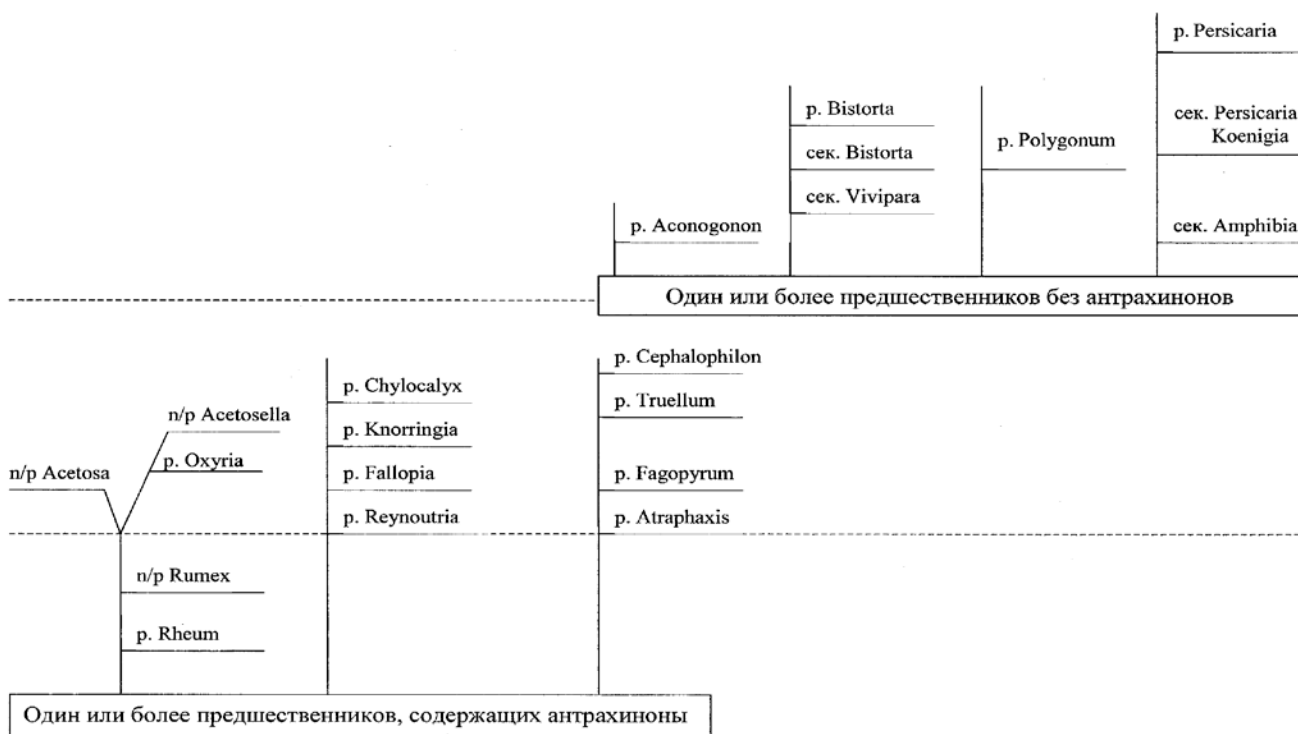 р. Persicaria
р. Bistorta
сек. Persicaria
Koenigia
сек. Bistorta
р. Polygonum
сек. Vivipara
р. Aconogonon
сек. Amphibia
Один или более предшественников без антрахинонов
р. Cephalophilon
р. Chylocalyx
р. Truellum
п/р Acetosella
р. Knorringia
п/р Acetosa
р. Oxyria
р. Fallopia
р. Fagopyrum
р. Reynoutria
р. Atraphaxis
п/р Rumex
р. Rheum
Один или более предшественников, содержащих антрахиноны